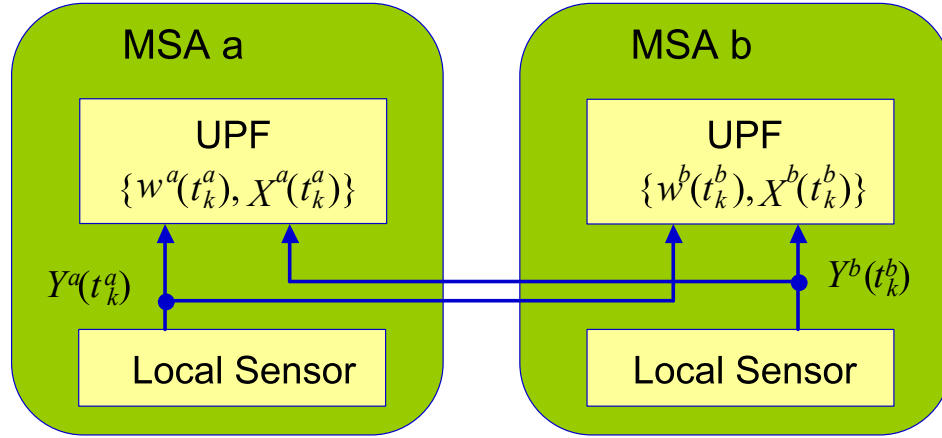 MSA a
UPF
{w^a(t_k^a), X^a(t_k^a)}
Y^a(t_k^a)
Local Sensor
MSA b
UPF
{w^b(t_k^b), X^b(t_k^b)}
Y^b(t_k^b)
Local Sensor